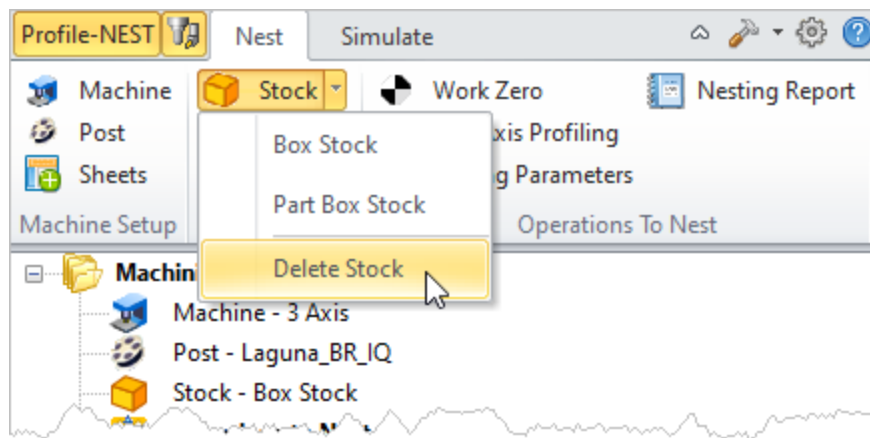 Profile-NEST Nest Simulate
Machine Stock Work Zero Nesting Report
Post Box Stock xis Profiling
Sheets Part Box Stock g Parameters
Machine Setup Operations To Nest
Delete Stock
Machini
Machine - 3 Axis
Post - Laguna_BR_IQ
Stock - Box Stock